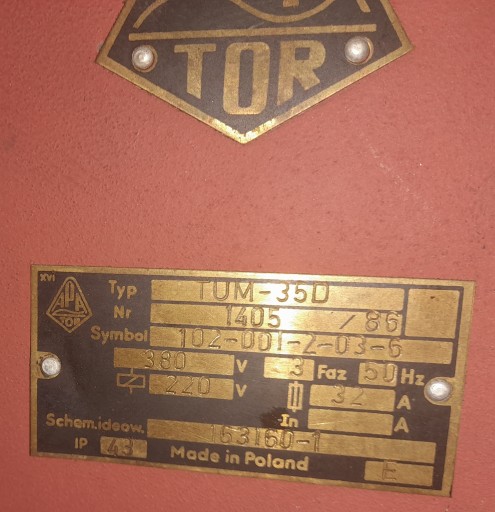 TOR
XVI
APA
TOR
Typ TUM-35D
Nr 1405 / 86
Symbol 102-001-2-03-6
380 V 3 Faz 50 Hz
220 V 32 A
In A
Schem.ideow. 163160-1
IP 43 Made in Poland E